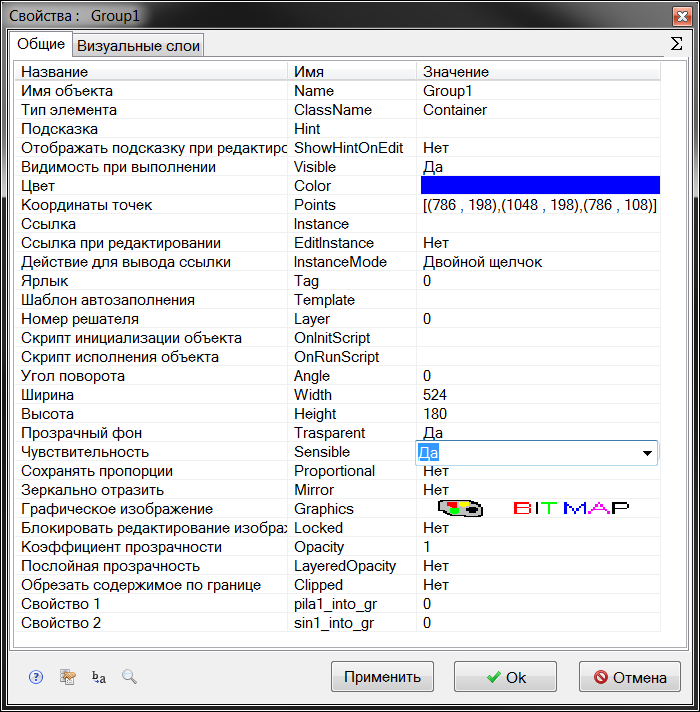 Свойства : Group1
Общие Визуальные слои Σ
Название Имя Значение
Имя объекта Name Group1
Тип элемента ClassName Container
Подсказка Hint
Отображать подсказку при редактиро ShowHintOnEdit Нет
Видимость при выполнении Visible Да
Цвет Color
Координаты точек Points [(786 , 198),(1048 , 198),(786 , 108)]
Ссылка Instance
Ссылка при редактировании EditInstance Нет
Действие для вывода ссылки InstanceMode Двойной щелчок
Ярлык Tag 0
Шаблон автозаполнения Template
Номер решателя Layer 0
Скрипт инициализации объекта OnInitScript
Скрипт исполнения объекта OnRunScript
Угол поворота Angle 0
Ширина Width 524
Высота Height 180
Прозрачный фон Trasparent Да
Чувствительность Sensible Да
Сохранять пропорции Proportional Нет
Зеркально отразить Mirror Нет
Графическое изображение Graphics BITMAP
Блокировать редактирование изображ Locked Нет
Коэффициент прозрачности Opacity 1
Послойная прозрачность LayeredOpacity Нет
Обрезать содержимое по границе Clipped Нет
Свойство 1 pila1_into_gr 0
Свойство 2 sin1_into_gr 0
? b a Применить Ok Отмена